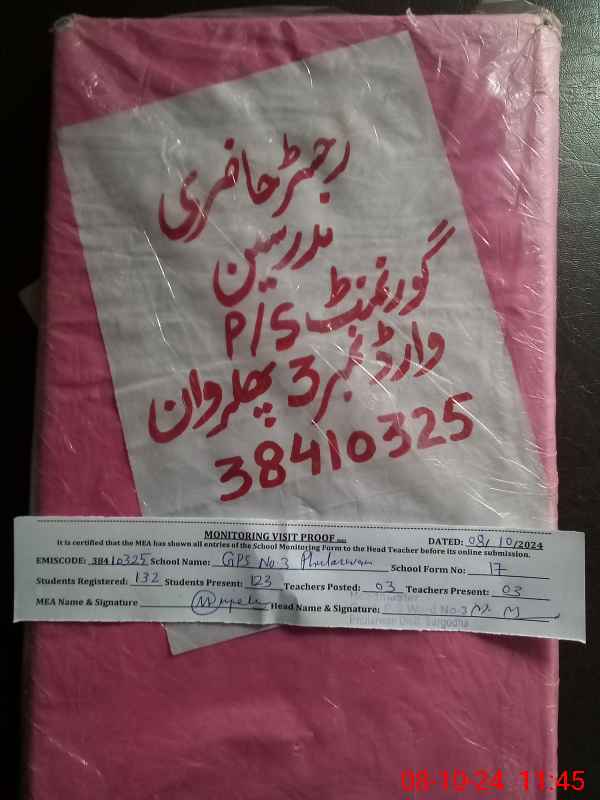 رجسٹر حاضری
مدرسین
گورنمنٹ P/S
وارڈ نمبر 3 پھلروان
38410325
MONITORING VISIT PROOF
DATED: 08/10/2024
It is certified that the MEA has shown all entries of the School Monitoring Form to the Head Teacher before its online submission.
EMISCODE: 38410325 School Name: GPS No.3 Phularwan School Form No: 17
Students Registered: 132 Students Present: 123 Teachers Posted: 03 Teachers Present: 03
MEA Name & Signature Head Name & Signature:
Ward No.3
Phularwan Distt. Sargodha
08-10-24 11:45